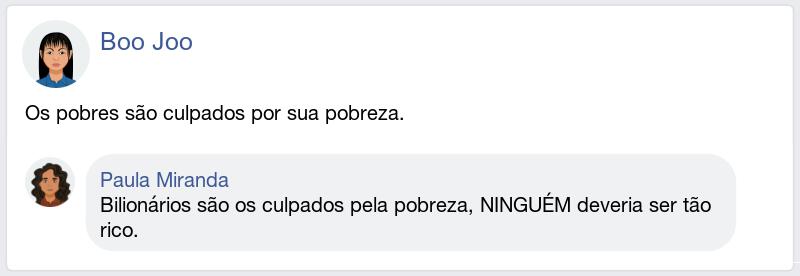 Boo Joo
Os pobres são culpados por sua pobreza.
Paula Miranda
Bilionários são os culpados pela pobreza, NINGUÉM deveria ser tão
rico.